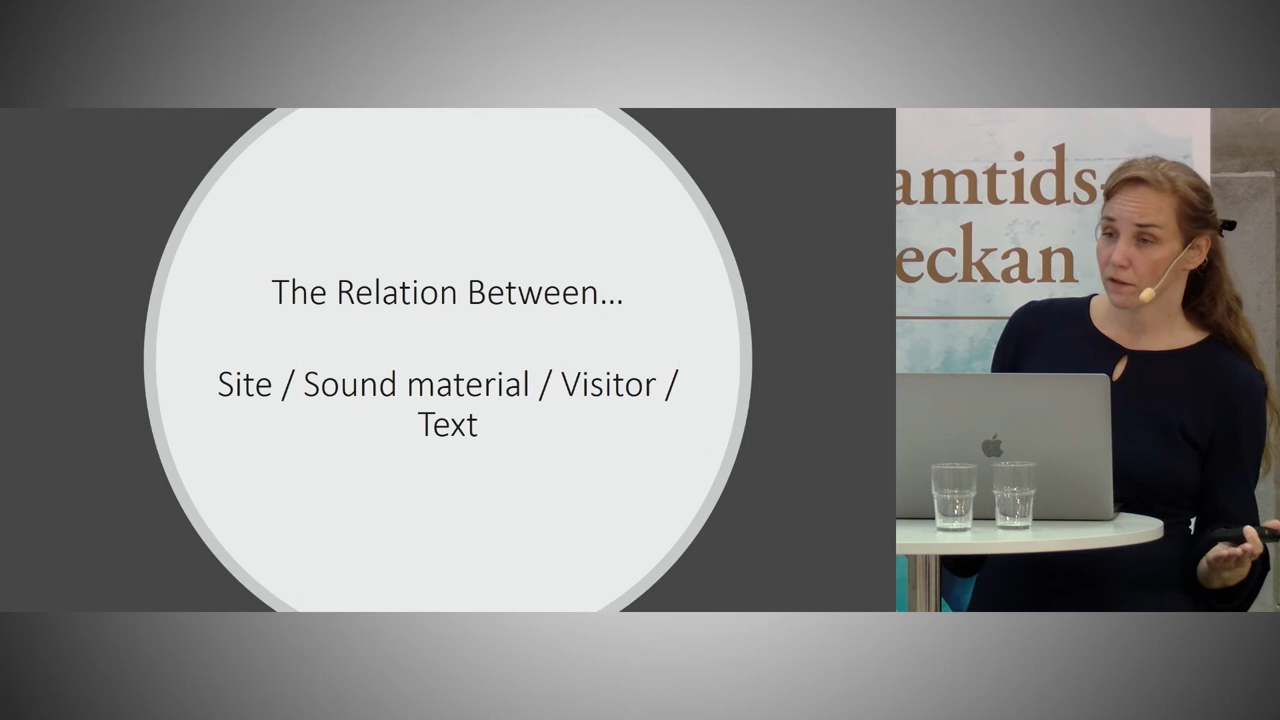 The Relation Between...
Site / Sound material / Visitor /
Text
amtids-
eckan